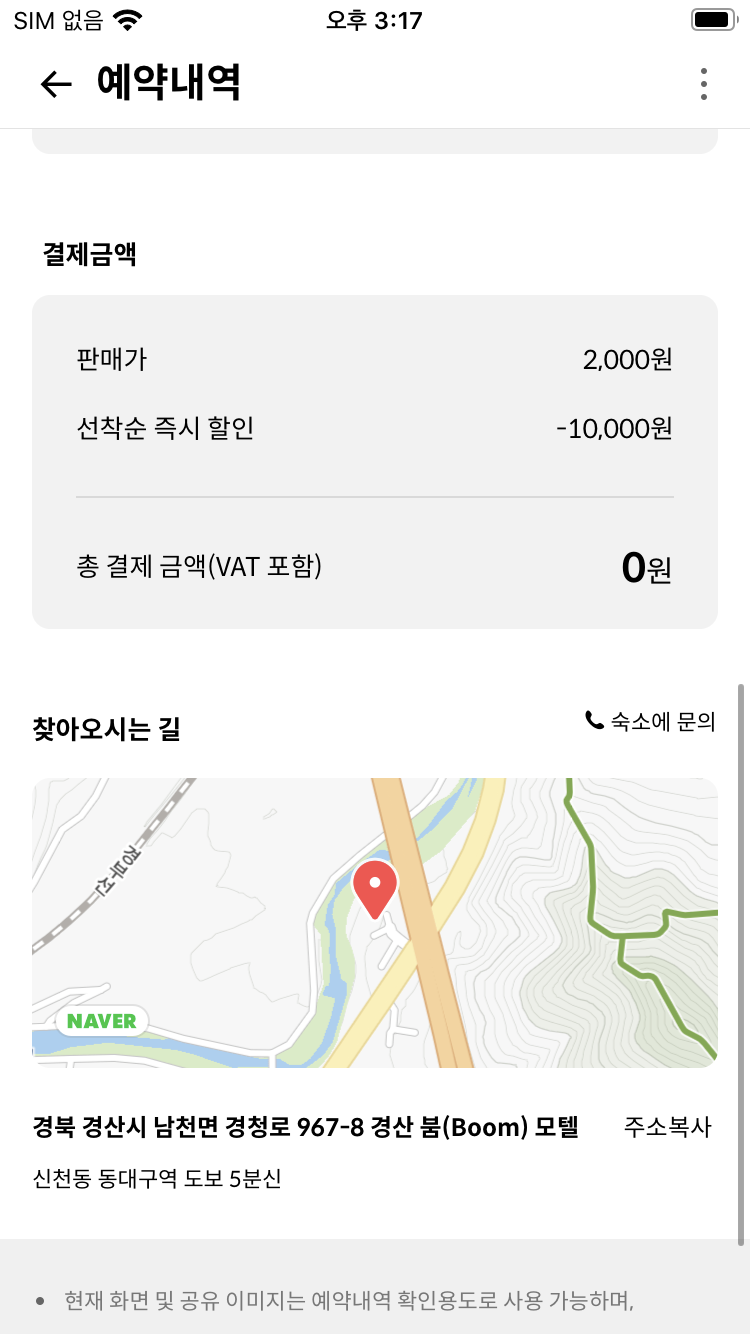 SIM 없음 오후 3:17
예약내역
결제금액
판매가 2,000원
선착순 즉시 할인 -10,000원
총 결제 금액(VAT 포함) 0원
찾아오시는 길 숙소에 문의
경부선
NAVER
경북 경산시 남천면 경청로 967-8 경산 붐(Boom) 모텔 주소복사
신천동 동대구역 도보 5분신
• 현재 화면 및 공유 이미지는 예약내역 확인용도로 사용 가능하며,